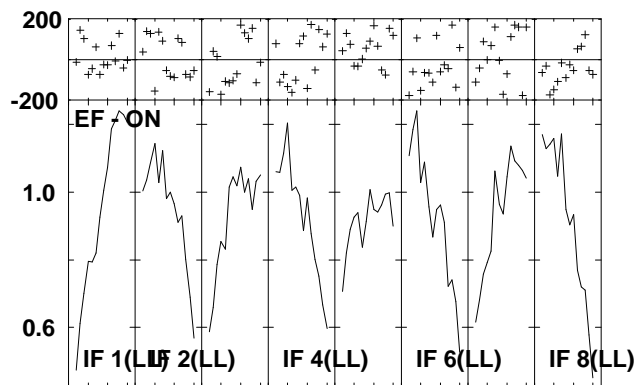 200
-200
EF - ON
1.0
0.6
IF 1(LL) IF 2(LL) IF 4(LL) IF 6(LL) IF 8(LL)